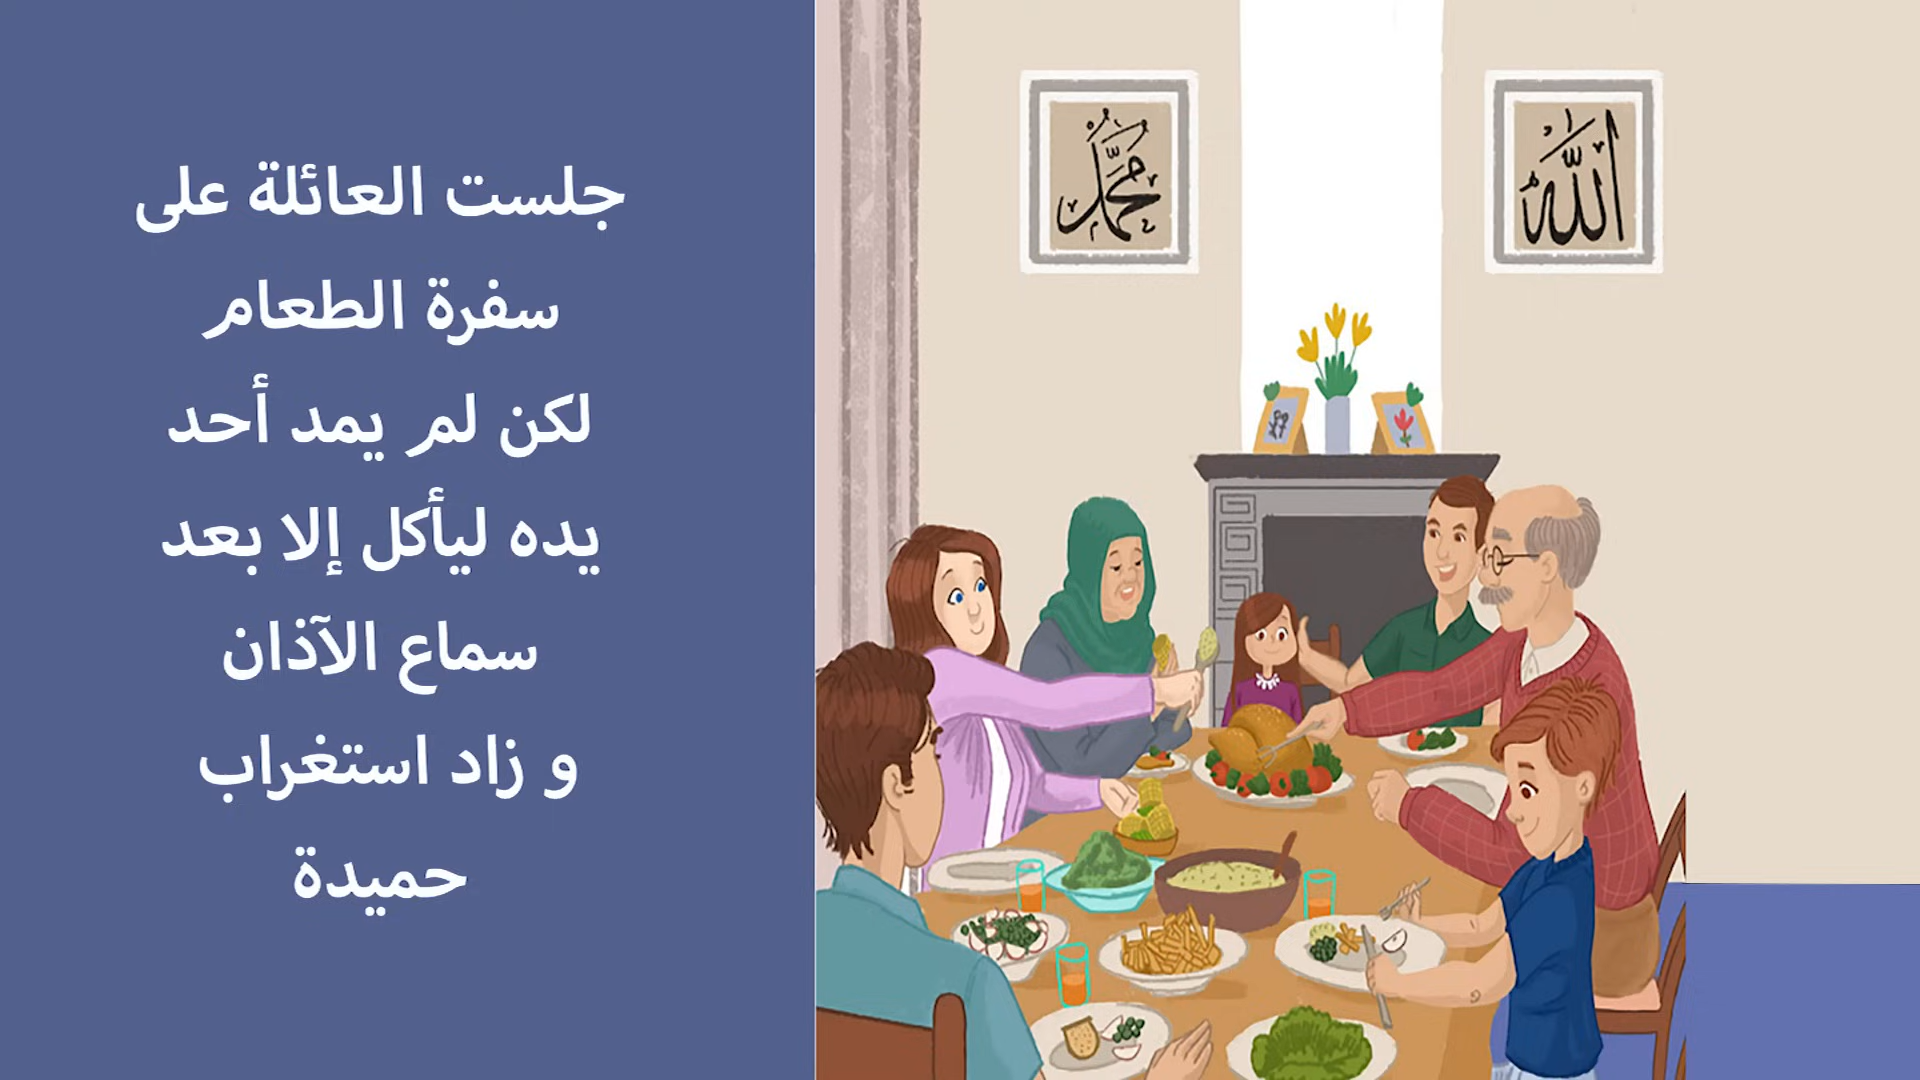 جلست العائلة على
سفرة الطعام
لكن لم يمد أحد
يده ليأكل إلا بعد
سماع الآذان
و زاد استغراب
حميدة
محمد
الله